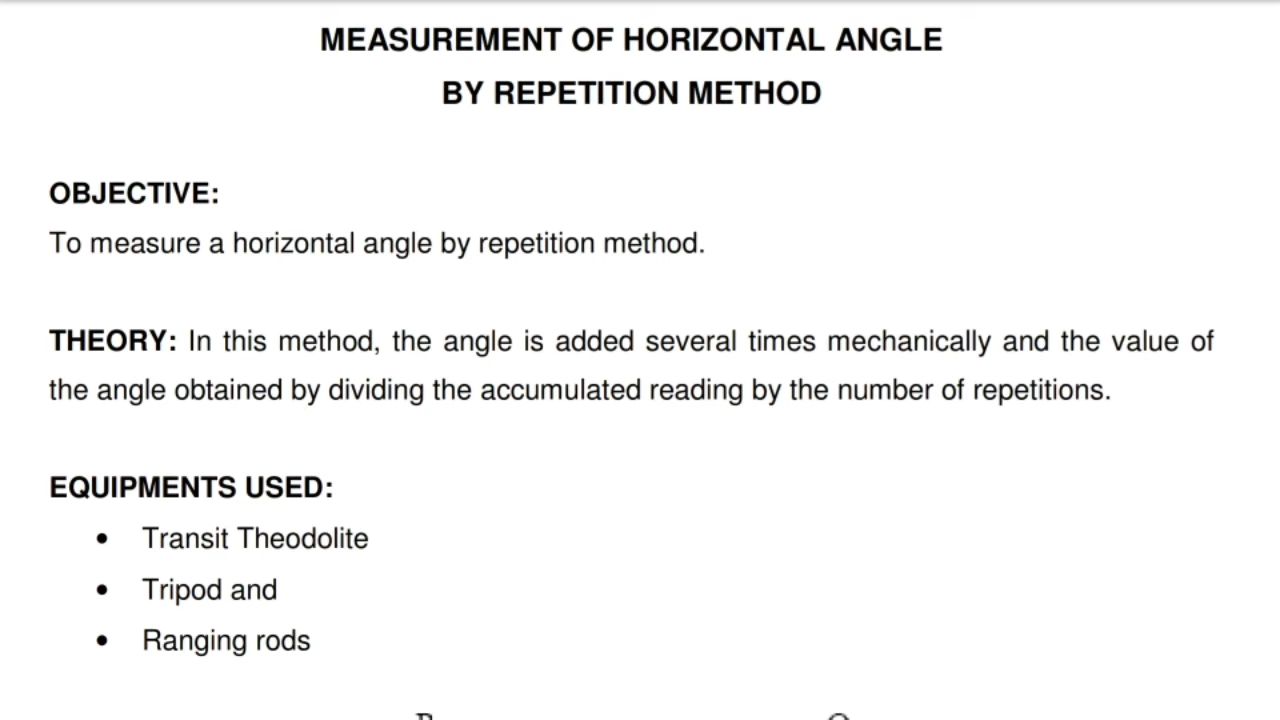 MEASUREMENT OF HORIZONTAL ANGLE
BY REPETITION METHOD
OBJECTIVE:
To measure a horizontal angle by repetition method.
THEORY: In this method, the angle is added several times mechanically and the value of
the angle obtained by dividing the accumulated reading by the number of repetitions.
EQUIPMENTS USED:
• Transit Theodolite
• Tripod and
• Ranging rods